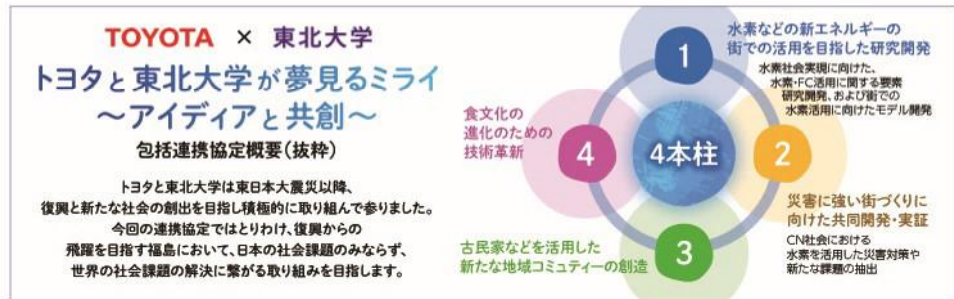 TOYOTA × 東北大学
トヨタと東北大学が夢見るミライ
～アイディアと共創～
包括連携協定概要(抜粋)
トヨタと東北大学は東日本大震災以降、
復興と新たな社会の創出を目指し積極的に取り組んで参りました。
今回の連携協定ではとりわけ、復興からの
飛躍を目指す福島において、日本の社会課題のみならず、
世界の社会課題の解決に繋がる取り組みを目指します。
1
水素などの新エネルギーの
街での活用を目指した研究開発
水素社会実現に向けた、
水素・FC活用に関する要素
研究開発、および街での
水素活用に向けたモデル開発
4本柱
2
災害に強い街づくりに
向けた共同開発・実証
CN社会における
水素を活用した災害対策や
新たな課題の抽出
3
古民家などを活用した
新たな地域コミュティーの創造
4
食文化の
進化のための
技術革新